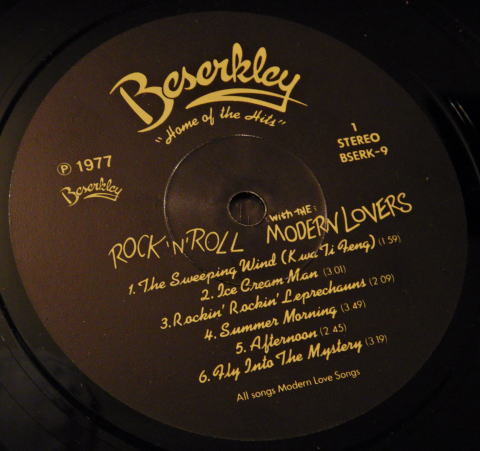 Beserkley
"Home of the Hits"
℗ 1977
Beserkley
1
STEREO
BSERK-9
ROCK 'N' ROLL with THE MODERN LOVERS
1. The Sweeping Wind (Kwa Ti Feng) (1 59)
2. Ice Cream Man (3 01)
3. Rockin' Rockin' Leprechauns (2 09)
4. Summer Morning (3 49)
5. Afternoon (2 45)
6. Fly Into The Mystery (3 19)
All songs Modern Love Songs